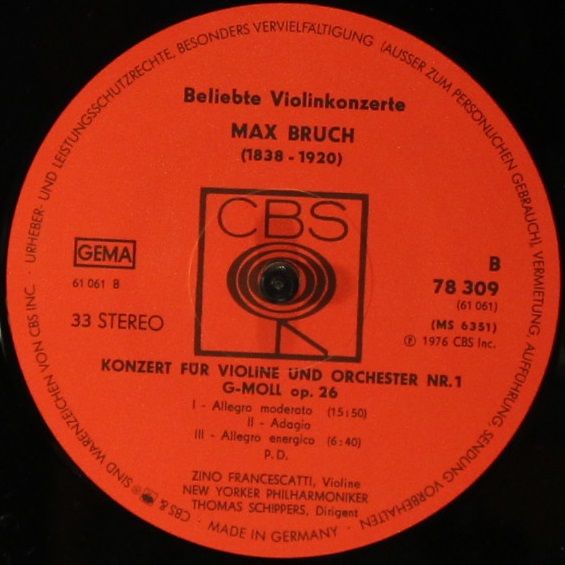 Beliebte Violinkonzerte
MAX BRUCH
(1838 - 1920)
CBS
GEMA
61 061 B
33 STEREO
B
78 309
(61 061)
(MS 6351)
℗ 1976 CBS Inc.
KONZERT FÜR VIOLINE UND ORCHESTER NR. 1
G-MOLL op. 26
I - Allegro moderato (15:50)
II - Adagio
III - Allegro energico (6:40)
P.D.
ZINO FRANCESCATTI, Violine
NEW YORKER PHILHARMONIKER
THOMAS SCHIPPERS, Dirigent
· MADE IN GERMANY · CBS & ® SIND WARENZEICHEN VON CBS INC. · URHEBER- UND LEISTUNGSSCHUTZRECHTE, BESONDERS VERVIELFÄLTIGUNG (AUSSER ZUM PERSÖNLICHEN GEBRAUCH), VERMIETUNG, AUFFÜHRUNG, SENDUNG VORBEHALTEN